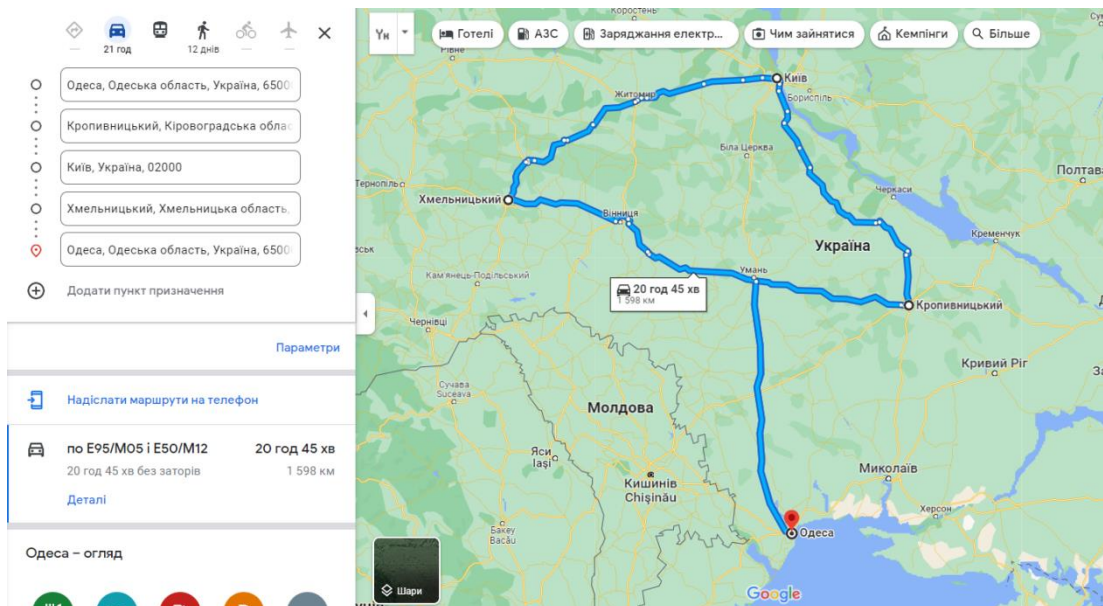 21 год
12 днів
Одеса, Одеська область, Україна, 6500
Кропивницький, Кіровоградська облас
Київ, Україна, 02000
Хмельницький, Хмельницька область,
Одеса, Одеська область, Україна, 6500
Додати пункт призначення
Параметри
Надіслати маршрути на телефон
по E95/M05 і E50/M12
20 год 45 хв
20 год 45 хв без заторів
1 598 км
Деталі
Одеса – огляд
Готелі
АЗС
Заряджання електр...
Чим зайнятися
Кемпінги
Більше
Коростень
Рівне
Київ
Житомир
Бориспіль
Біла Церква
Полтав
Тернопіль
Хмельницький
Черкаси
Вінниця
Кременчук
Україна
Кам'янець-Подільський
Умань
20 год 45 хв
1 598 км
Кропивницький
Чернівці
Кривий Ріг
За
Сучава
Suceava
Молдова
Яси
Iași
Миколаїв
Кишинів
Chișinău
Херсон
Бакеу
Bacău
Одеса
Шари
Google